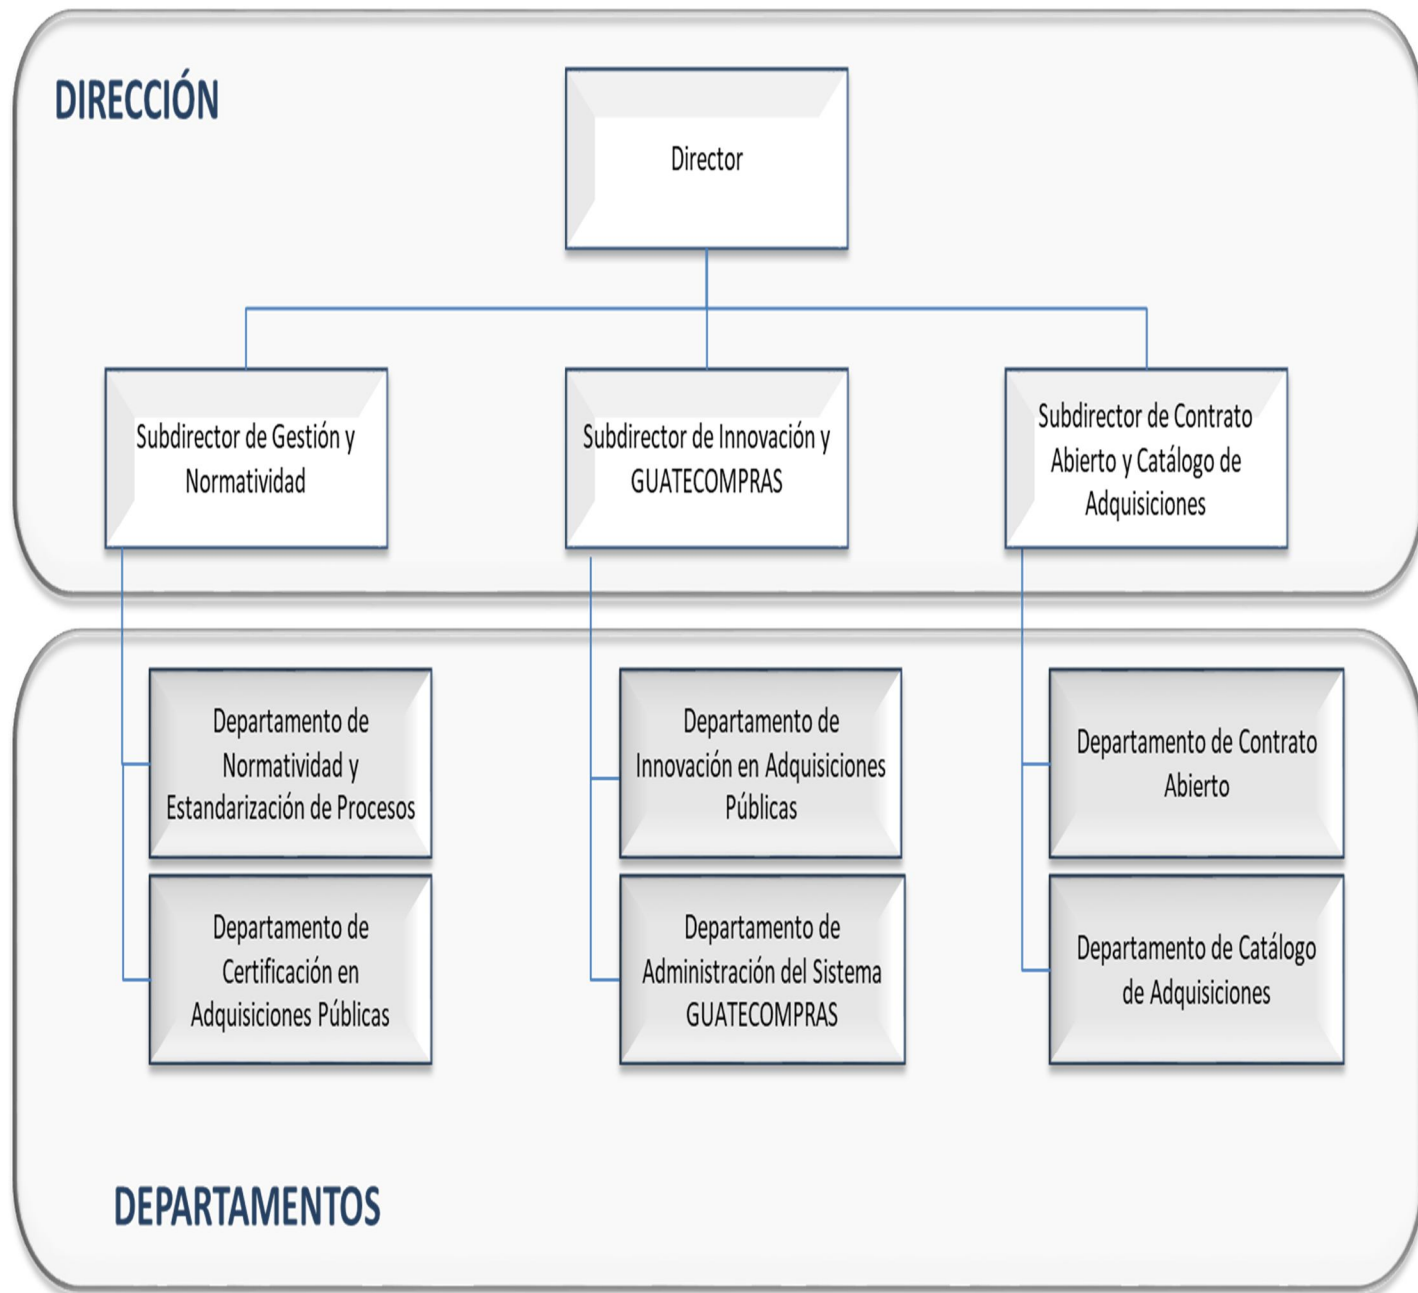 DIRECCIÓN
Director
Subdirector de Gestión y
Normatividad
Subdirector de Innovación y
GUATECOMPRAS
Subdirector de Contrato
Abierto y Catálogo de
Adquisiciones
Departamento de
Normatividad y
Estandarización de Procesos
Departamento de
Innovación en Adquisiciones
Públicas
Departamento de Contrato
Abierto
Departamento de
Certificación en
Adquisiciones Públicas
Departamento de
Administración del Sistema
GUATECOMPRAS
Departamento de Catálogo
de Adquisiciones
DEPARTAMENTOS